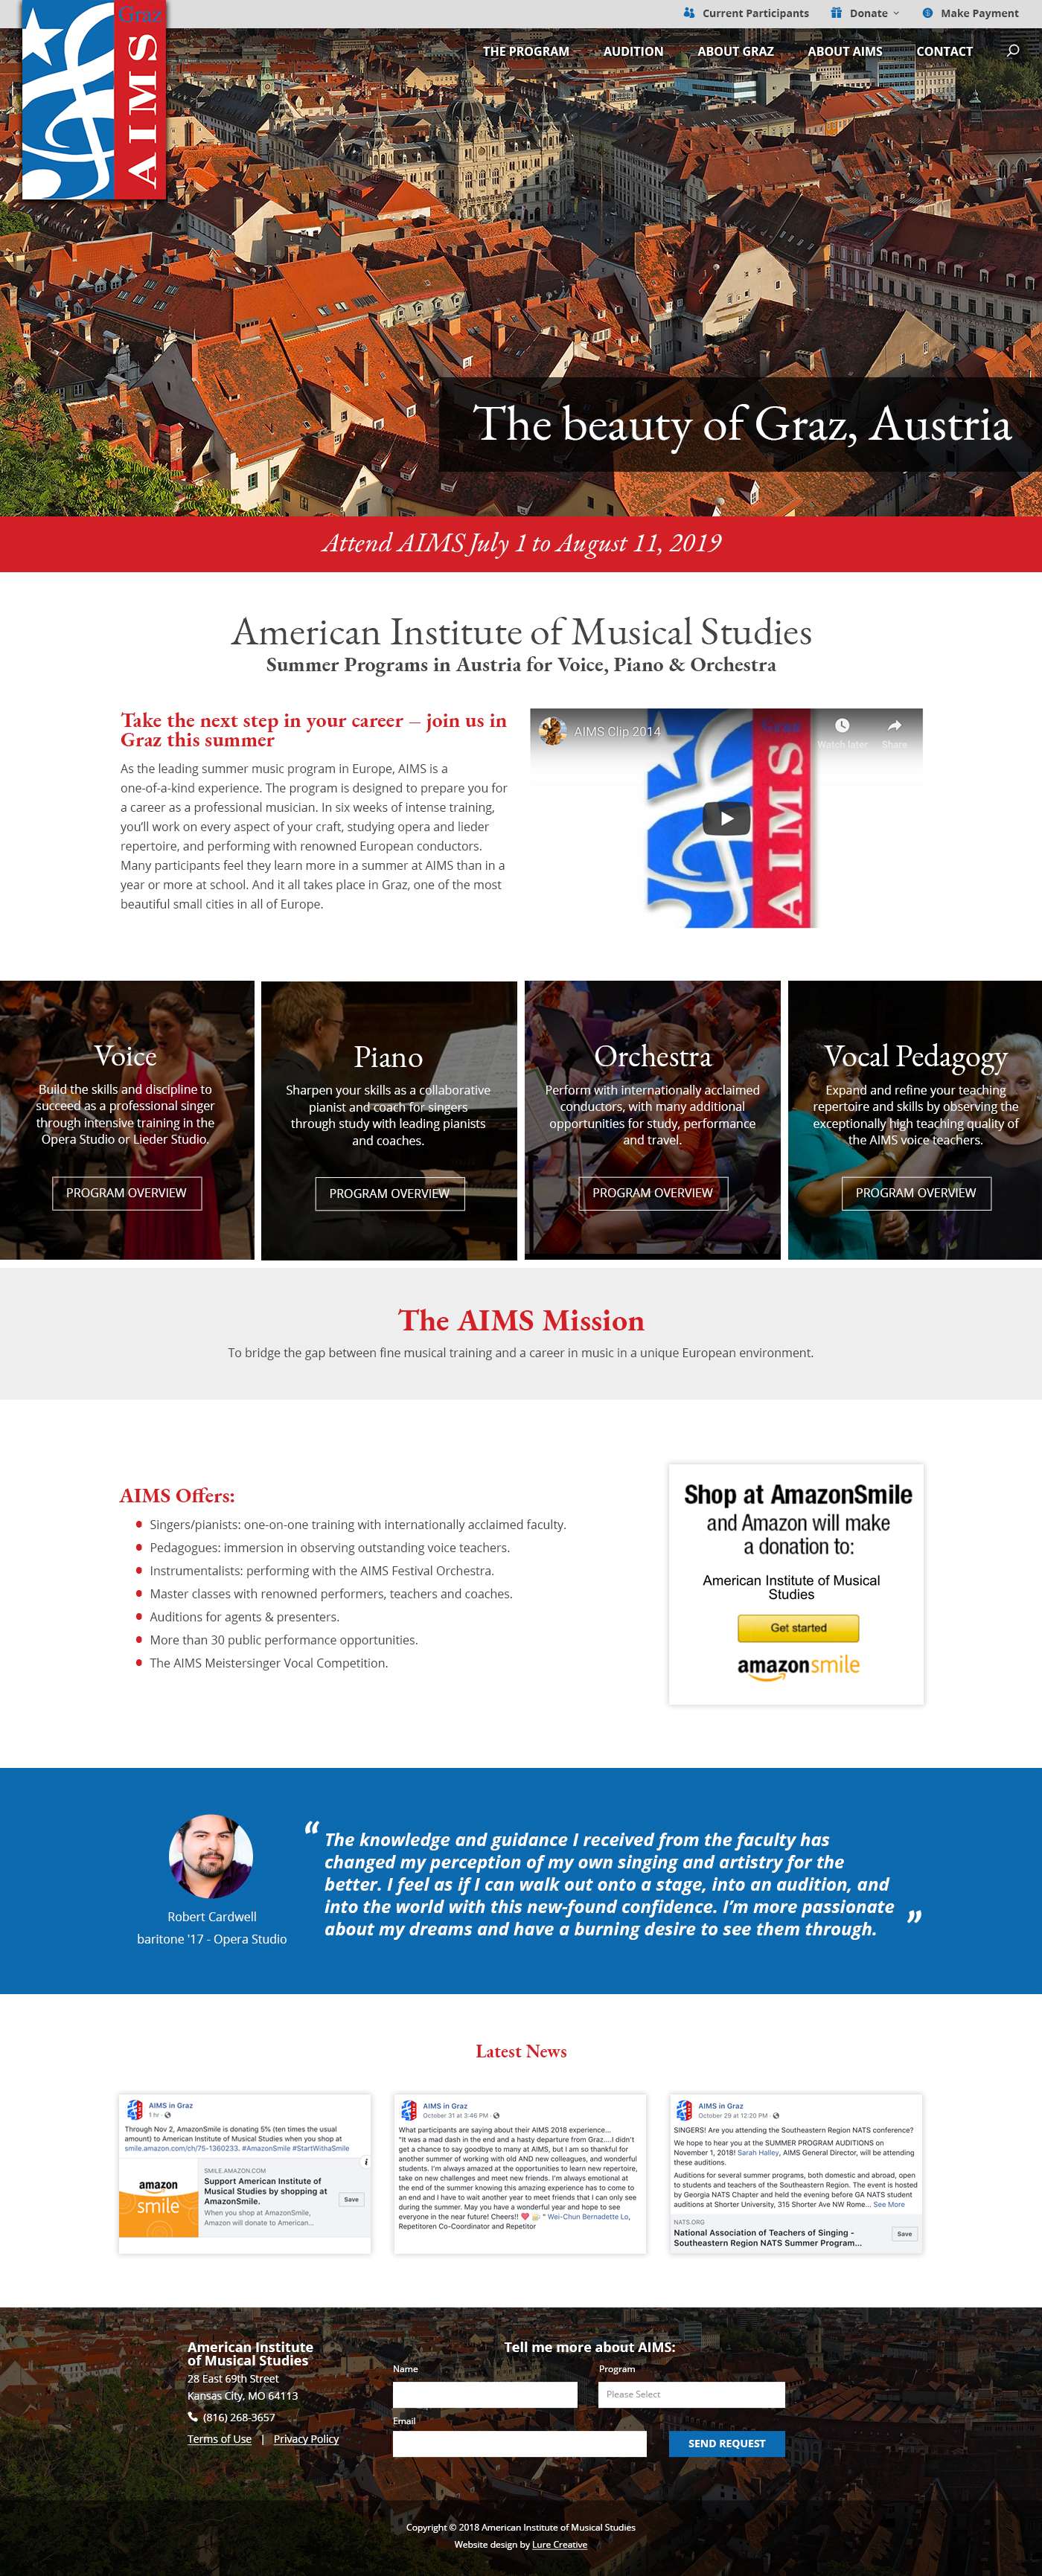 Graz
AIMS
Current Participants
Donate
Make Payment
THE PROGRAM
AUDITION
ABOUT GRAZ
ABOUT AIMS
CONTACT
The beauty of Graz, Austria
Attend AIMS July 1 to August 11, 2019
American Institute of Musical Studies
Summer Programs in Austria for Voice, Piano & Orchestra
Take the next step in your career – join us in
Graz this summer
As the leading summer music program in Europe, AIMS is a
one-of-a-kind experience. The program is designed to prepare you for
a career as a professional musician. In six weeks of intense training,
you'll work on every aspect of your craft, studying opera and lieder
repertoire, and performing with renowned European conductors.
Many participants feel they learn more in a summer at AIMS than in a
year or more at school. And it all takes place in Graz, one of the most
beautiful small cities in all of Europe.
AIMS Clip 2014
Watch later
Share
Graz
AIMS
Voice
Build the skills and discipline to
succeed as a professional singer
through intensive training in the
Opera Studio or Lieder Studio.
PROGRAM OVERVIEW
Piano
Sharpen your skills as a collaborative
pianist and coach for singers
through study with leading pianists
and coaches.
PROGRAM OVERVIEW
Orchestra
Perform with internationally acclaimed
conductors, with many additional
opportunities for study, performance
and travel.
PROGRAM OVERVIEW
Vocal Pedagogy
Expand and refine your teaching
repertoire and skills by observing the
exceptionally high teaching quality of
the AIMS voice teachers.
PROGRAM OVERVIEW
The AIMS Mission
To bridge the gap between fine musical training and a career in music in a unique European environment.
AIMS Offers:
Singers/pianists: one-on-one training with internationally acclaimed faculty.
Pedagogues: immersion in observing outstanding voice teachers.
Instrumentalists: performing with the AIMS Festival Orchestra.
Master classes with renowned performers, teachers and coaches.
Auditions for agents & presenters.
More than 30 public performance opportunities.
The AIMS Meistersinger Vocal Competition.
Shop at AmazonSmile
and Amazon will make
a donation to:
American Institute of Musical
Studies
Get started
amazonsmile
Robert Cardwell
baritone '17 - Opera Studio
“ The knowledge and guidance I received from the faculty has
changed my perception of my own singing and artistry for the
better. I feel as if I can walk out onto a stage, into an audition, and
into the world with this new-found confidence. I'm more passionate
about my dreams and have a burning desire to see them through. ”
Latest News
AIMS in Graz
1 hr ·
Through Nov 2, AmazonSmile is donating 5% (ten times the usual
amount) to American Institute of Musical Studies when you shop at
smile.amazon.com/ch/75-1360233. #AmazonSmile #StartWithaSmile
amazon
smile
SMILE.AMAZON.COM
Support American Institute of
Musical Studies by shopping at
AmazonSmile.
When you shop at AmazonSmile,
Amazon will donate to American...
Save
AIMS in Graz
October 31 at 3:46 PM ·
What participants are saying about their AIMS 2018 experience...
"It was a mad dash in the end and a hasty departure from Graz....I didn't
get a chance to say goodbye to many at AIMS, but I am so thankful for
another summer of working with old AND new colleagues, and wonderful
students. I'm always amazed at the opportunities to learn new repertoire,
take on new challenges and meet new friends. I'm always emotional at
the end of the summer knowing this amazing experience has to come to
an end and I have to wait another year to meet friends that I can only see
during the summer. May you have a wonderful year and hope to see
everyone in the near future! Cheers!! ❤️ 🍻 " Wei-Chun Bernadette Lo,
Repetitoren Co-Coordinator and Repetitor
AIMS in Graz
October 29 at 12:20 PM ·
SINGERS! Are you attending the Southeastern Region NATS conference?
We hope to hear you at the SUMMER PROGRAM AUDITIONS on
November 1, 2018! Sarah Halley, AIMS General Director, will be attending
these auditions.
Auditions for several summer programs, both domestic and abroad, open
to students and teachers of the Southeastern Region. The event is hosted
by Georgia NATS Chapter and held the evening before GA NATS student
auditions at Shorter University, 315 Shorter Ave NW Rome... See More
NATS.ORG
National Association of Teachers of Singing -
Southeastern Region NATS Summer Program...
Save
American Institute
of Musical Studies
28 East 69th Street
Kansas City, MO 64113
(816) 268-3657
Terms of Use | Privacy Policy
Tell me more about AIMS:
Name
Program
Please Select
Email
SEND REQUEST
Copyright © 2018 American Institute of Musical Studies
Website design by Lure Creative